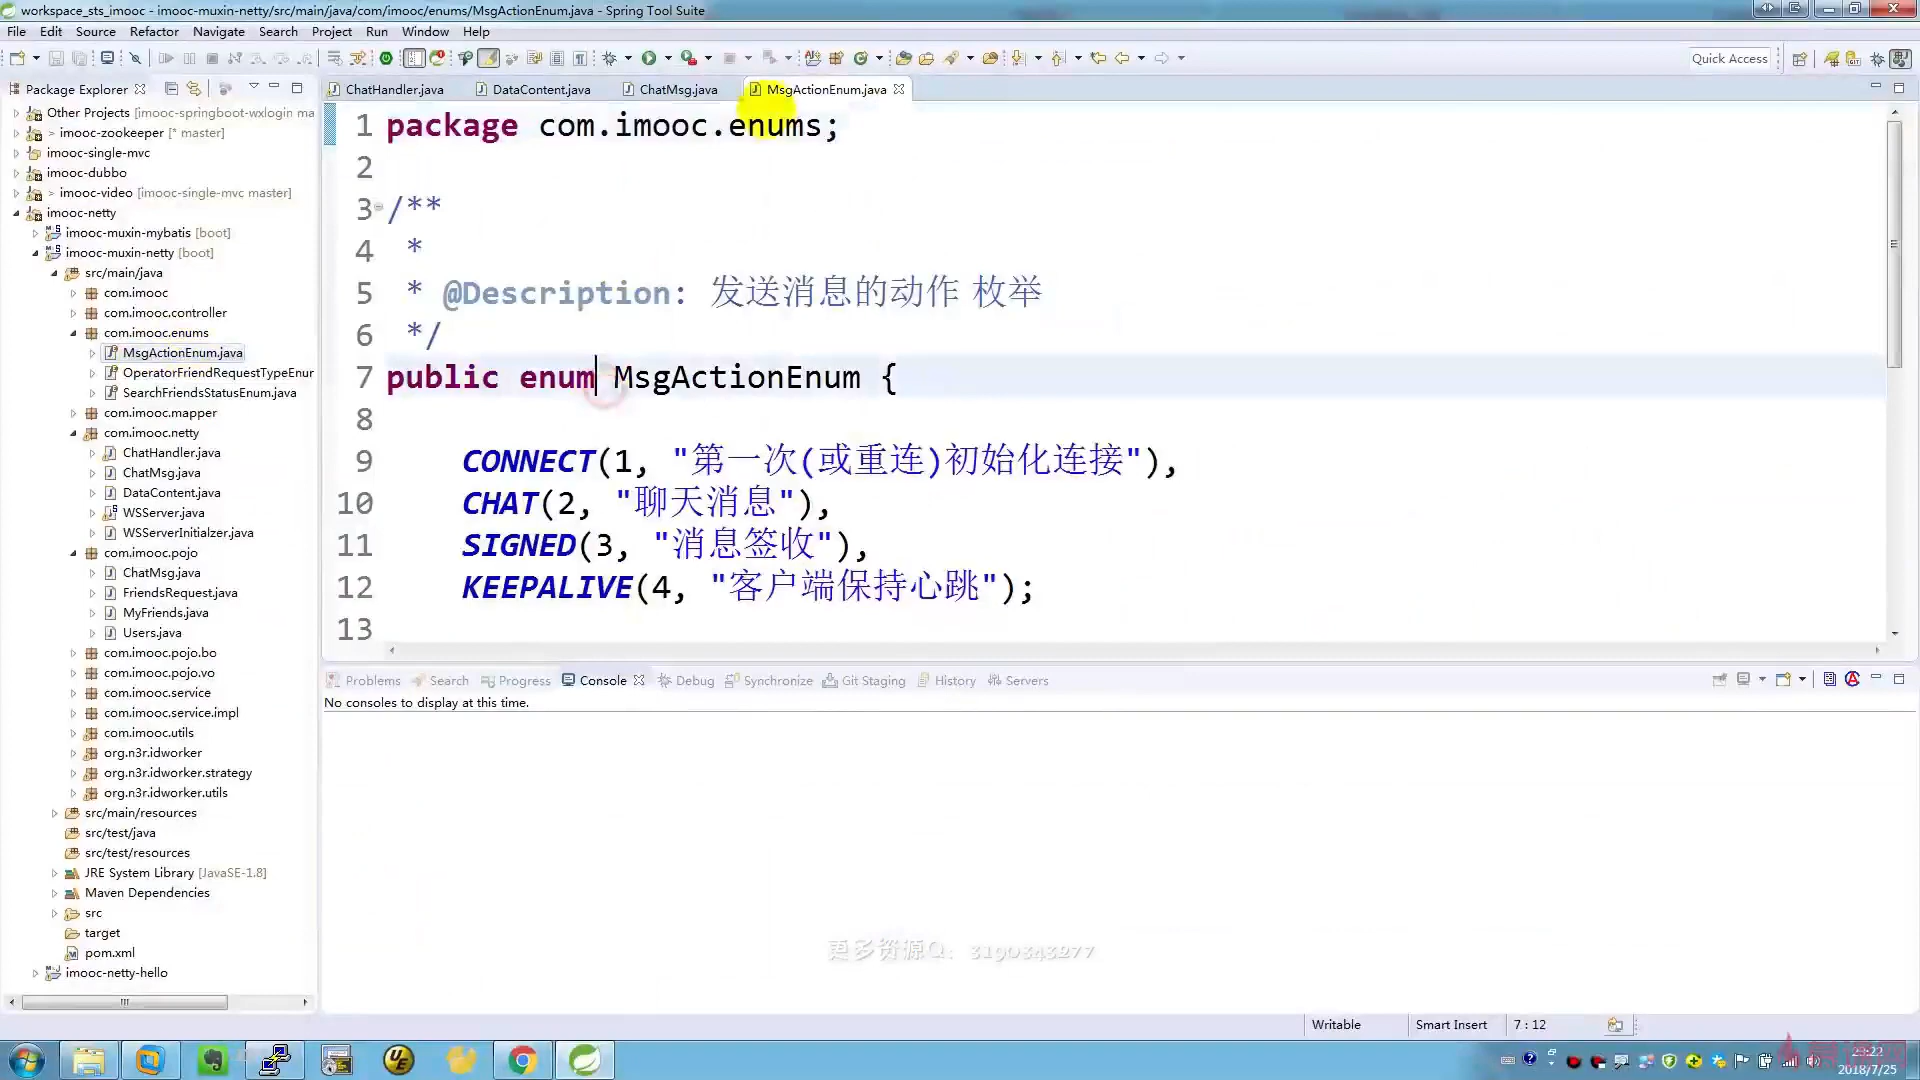 workspace_sts_imooc - imooc-muxin-netty/src/main/java/com/imooc/enums/MsgActionEnum.java - Spring Tool Suite
File Edit Source Refactor Navigate Search Project Run Window Help
Quick Access
Package Explorer
ChatHandler.java DataContent.java ChatMsg.java MsgActionEnum.java
Other Projects [imooc-springboot-wxlogin ma
> imooc-zookeeper [* master]
imooc-single-mvc
imooc-dubbo
> imooc-video [imooc-single-mvc master]
imooc-netty
imooc-muxin-mybatis [boot]
imooc-muxin-netty [boot]
src/main/java
com.imooc
com.imooc.controller
com.imooc.enums
MsgActionEnum.java
OperatorFriendRequestTypeEnur
SearchFriendsStatusEnum.java
com.imooc.mapper
com.imooc.netty
ChatHandler.java
ChatMsg.java
DataContent.java
WSServer.java
WSServerInitialzer.java
com.imooc.pojo
ChatMsg.java
FriendsRequest.java
MyFriends.java
Users.java
com.imooc.pojo.bo
com.imooc.pojo.vo
com.imooc.service
com.imooc.service.impl
com.imooc.utils
org.n3r.idworker
org.n3r.idworker.strategy
org.n3r.idworker.utils
src/main/resources
src/test/java
src/test/resources
JRE System Library [JavaSE-1.8]
Maven Dependencies
src
target
pom.xml
imooc-netty-hello
1 package com.imooc.enums;
2
3 /**
4 *
5 * @Description: 发送消息的动作 枚举
6 */
7 public enum MsgActionEnum {
8
9 CONNECT(1, "第一次(或重连)初始化连接"),
10 CHAT(2, "聊天消息"),
11 SIGNED(3, "消息签收"),
12 KEEPALIVE(4, "客户端保持心跳");
13
Problems Search Progress Console Debug Synchronize Git Staging History Servers
No consoles to display at this time.
更多资源Q: 3190343277
Writable Smart Insert 7 : 12
23:22
2018/7/25
慕课网